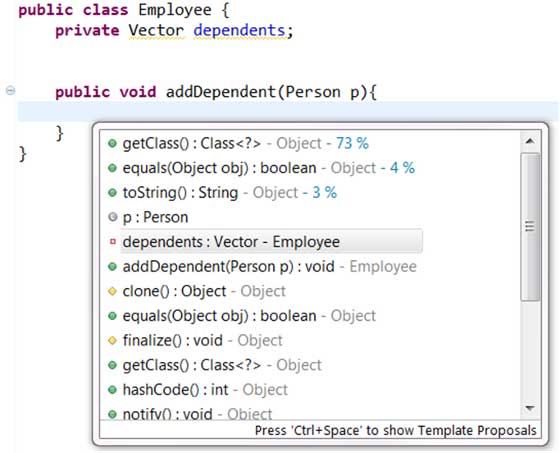 public class Employee {
private Vector dependents;
public void addDependent(Person p){
}
}
getClass() : Class<?> - Object - 73 %
equals(Object obj) : boolean - Object - 4 %
toString() : String - Object - 3 %
p : Person
dependents : Vector - Employee
addDependent(Person p) : void - Employee
clone() : Object - Object
equals(Object obj) : boolean - Object
finalize() : void - Object
getClass() : Class<?> - Object
hashCode() : int - Object
notify() : void - Object
Press 'Ctrl+Space' to show Template Proposals